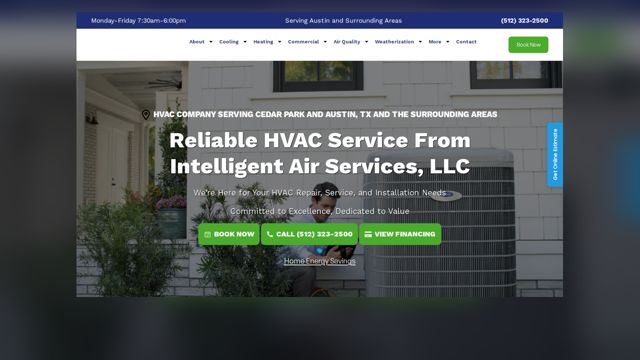 Monday-Friday 7:30am-6:00pm
Serving Austin and Surrounding Areas
(512) 323-2500
About
Cooling
Heating
Commercial
Air Quality
Weatherization
More
Contact
Book Now
Get Online Estimate
HVAC COMPANY SERVING CEDAR PARK AND AUSTIN, TX AND THE SURROUNDING AREAS
Reliable HVAC Service From
Intelligent Air Services, LLC
We're Here for Your HVAC Repair, Service, and Installation Needs
Committed to Excellence, Dedicated to Value
BOOK NOW
CALL (512) 323-2500
VIEW FINANCING
Home Energy Savings